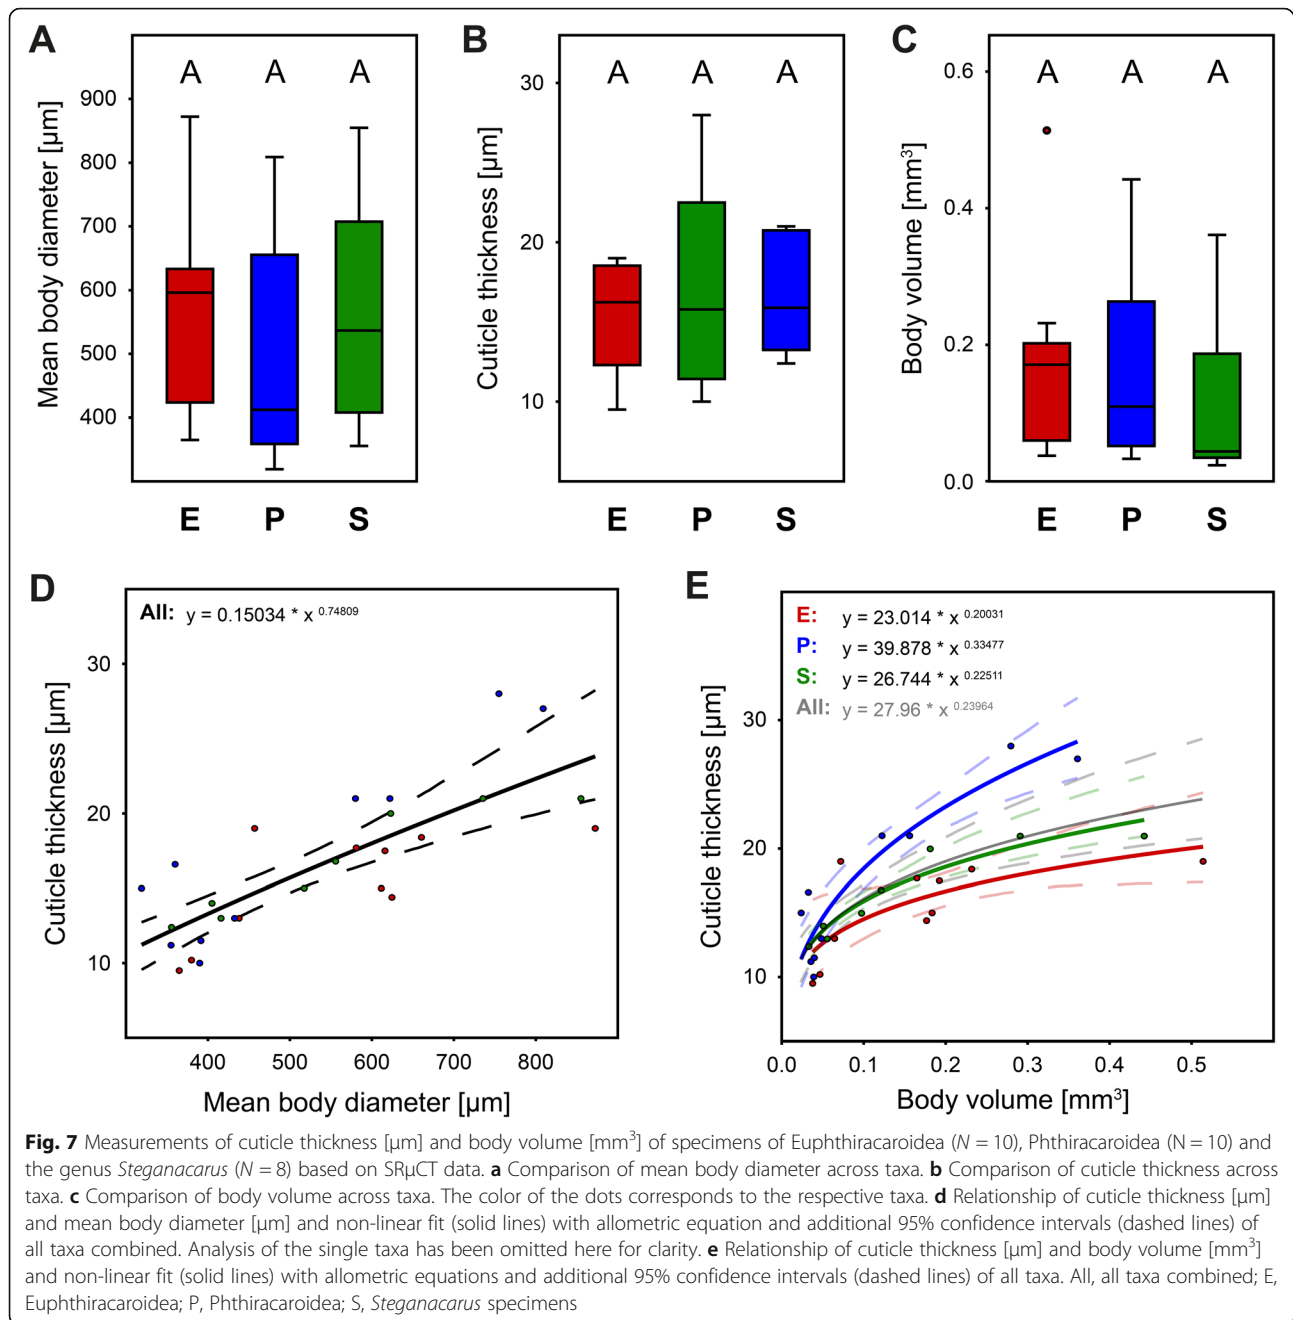 A
A A A
Mean body diameter [µm]
900
800
700
600
500
400
E P S
B
A A A
Cuticle thickness [µm]
30
20
10
E P S
C
A A A
Body volume [mm³]
0.6
0.4
0.2
0.0
E P S
D
All: y = 0.15034 * x 0.74809
Cuticle thickness [µm]
30
20
10
400 500 600 700 800
Mean body diameter [µm]
E
E: y = 23.014 * x 0.20031
P: y = 39.878 * x 0.33477
S: y = 26.744 * x 0.22511
All: y = 27.96 * x 0.23964
Cuticle thickness [µm]
30
20
10
0.0 0.1 0.2 0.3 0.4 0.5
Body volume [mm³]
Fig. 7 Measurements of cuticle thickness [µm] and body volume [mm³] of specimens of Euphthiracaroidea (N = 10), Phthiracaroidea (N = 10) and
the genus Steganacarus (N = 8) based on SRµCT data. a Comparison of mean body diameter across taxa. b Comparison of cuticle thickness across
taxa. c Comparison of body volume across taxa. The color of the dots corresponds to the respective taxa. d Relationship of cuticle thickness [µm]
and mean body diameter [µm] and non-linear fit (solid lines) with allometric equation and additional 95% confidence intervals (dashed lines) of
all taxa combined. Analysis of the single taxa has been omitted here for clarity. e Relationship of cuticle thickness [µm] and body volume [mm³]
and non-linear fit (solid lines) with allometric equations and additional 95% confidence intervals (dashed lines) of all taxa. All, all taxa combined; E,
Euphthiracaroidea; P, Phthiracaroidea; S, Steganacarus specimens